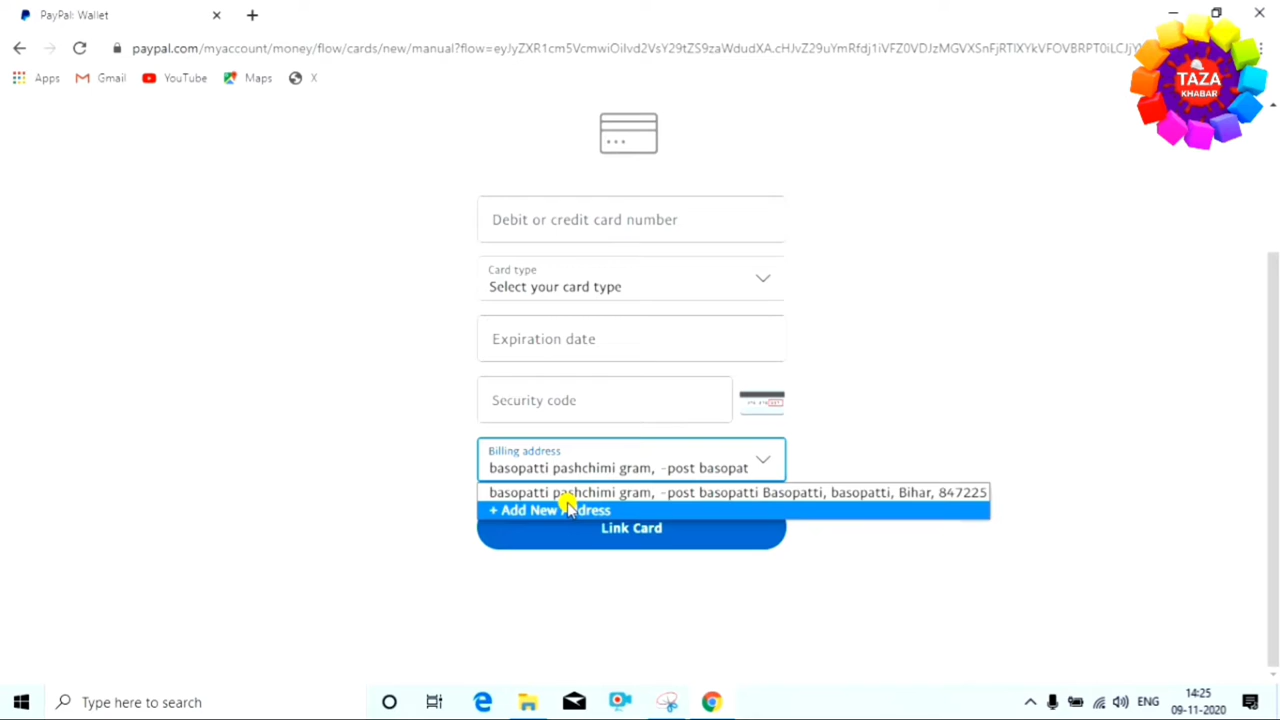 PayPal: Wallet
paypal.com/myaccount/money/flow/cards/new/manual?flow=
Apps Gmail YouTube Maps X
TAZA
KHABAR
Debit or credit card number
Card type
Select your card type
Expiration date
Security code
Billing address
basopatti pashchimi gram, -post basopat
basopatti pashchimi gram, -post basopatti Basopatti, basopatti, Bihar, 847225
+ Add New Address
Link Card
Type here to search
ENG
14:25
09-11-2020